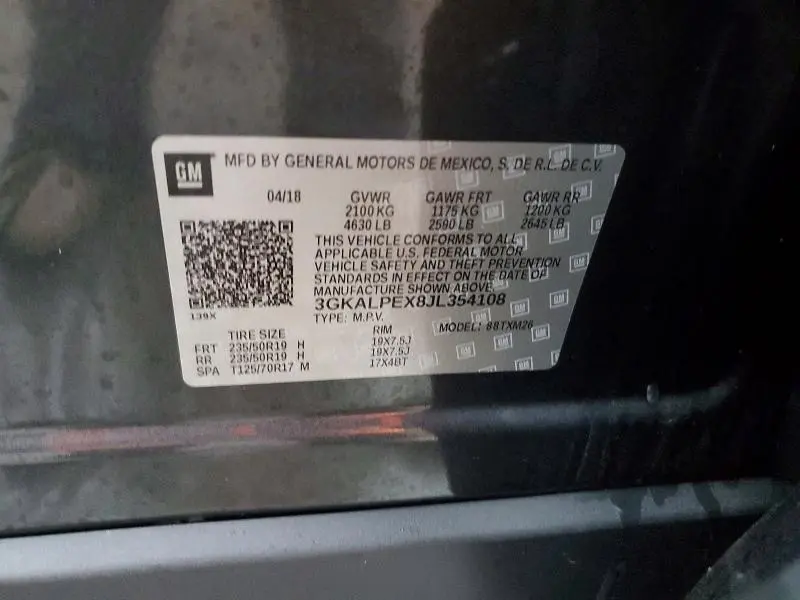 GM MFD BY GENERAL MOTORS DE MEXICO, S. DE R.L. DE C.V.
04/18 GVWR GAWR FRT GAWR RR
2100 KG 1175 KG 1200 KG
4630 LB 2590 LB 2645 LB
THIS VEHICLE CONFORMS TO ALL
APPLICABLE U.S. FEDERAL MOTOR
VEHICLE SAFETY AND THEFT PREVENTION
STANDARDS IN EFFECT ON THE DATE OF
MANUFACTURE SHOWN ABOVE.
3GKALPEX8JL354108
139X TYPE: M.P.V. MODEL: 88TXM26
TIRE SIZE RIM
FRT 235/50R19 H 19X7.5J
RR 235/50R19 H 19X7.5J
SPA T125/70R17 M 17X4BT